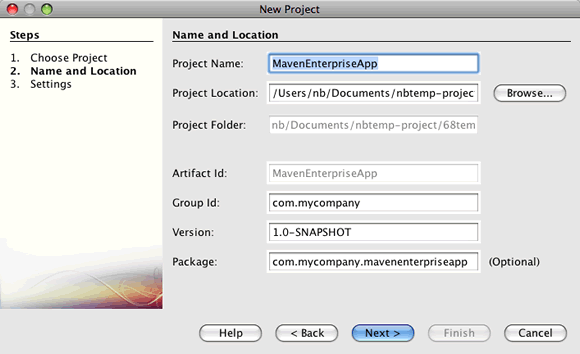 New Project
Steps
1. Choose Project
2. Name and Location
3. Settings
Name and Location
Project Name: MavenEnterpriseApp
Project Location: /Users/nb/Documents/nbtemp-projec Browse...
Project Folder: nb/Documents/nbtemp-project/68tem
Artifact Id: MavenEnterpriseApp
Group Id: com.mycompany
Version: 1.0-SNAPSHOT
Package: com.mycompany.mavenenterpriseapp (Optional)
Help < Back Next > Finish Cancel